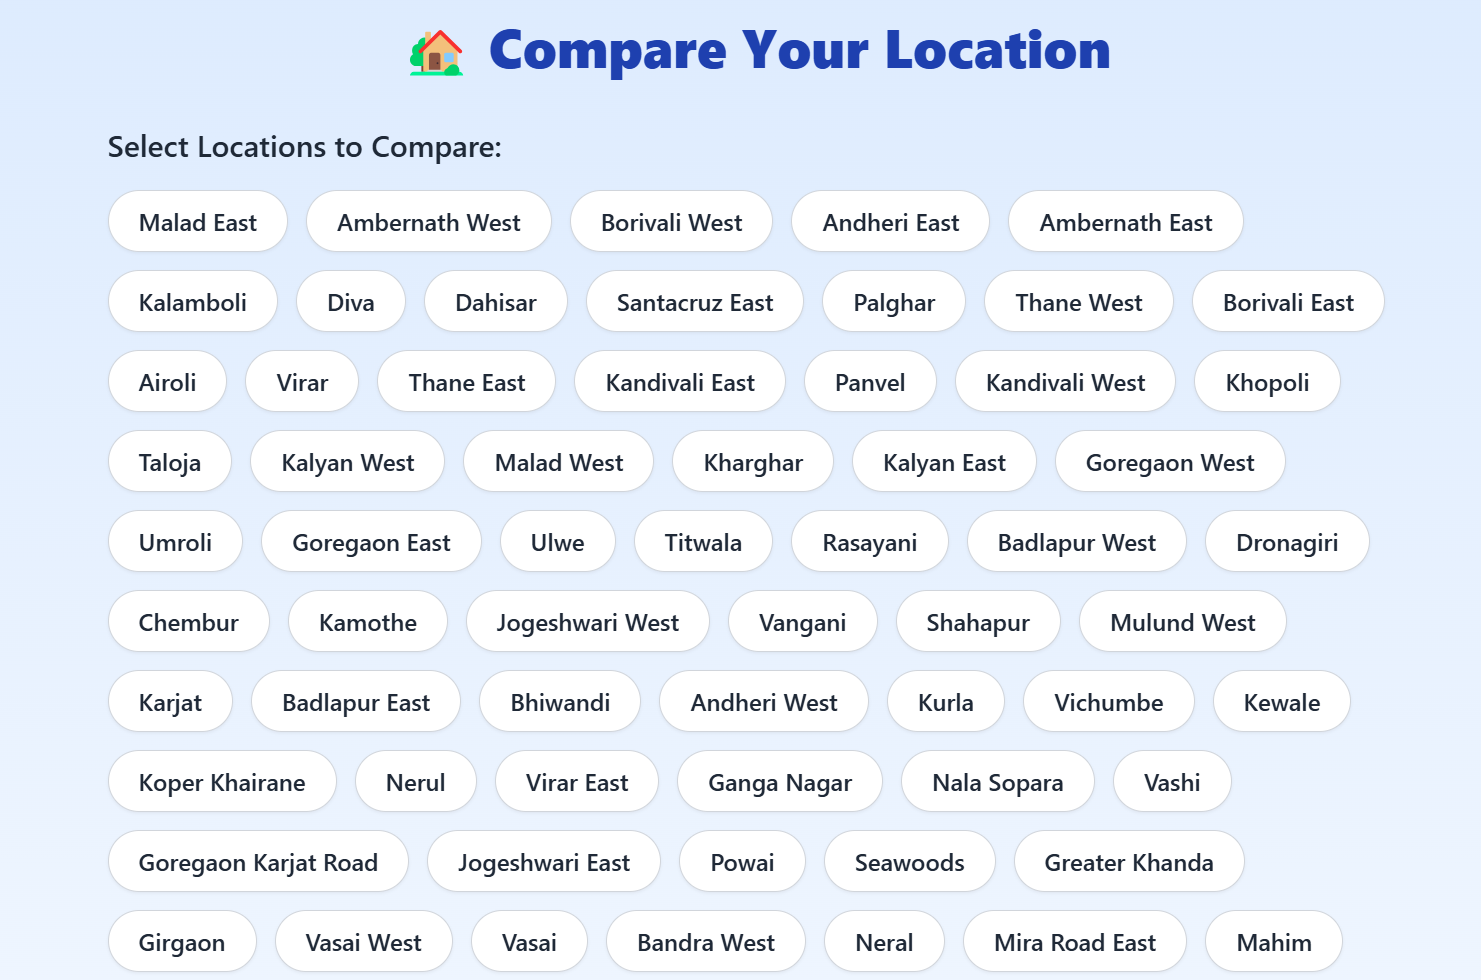 Compare Your Location
Select Locations to Compare:
Malad East Ambernath West Borivali West Andheri East Ambernath East
Kalamboli Diva Dahisar Santacruz East Palghar Thane West Borivali East
Airoli Virar Thane East Kandivali East Panvel Kandivali West Khopoli
Taloja Kalyan West Malad West Kharghar Kalyan East Goregaon West
Umroli Goregaon East Ulwe Titwala Rasayani Badlapur West Dronagiri
Chembur Kamothe Jogeshwari West Vangani Shahapur Mulund West
Karjat Badlapur East Bhiwandi Andheri West Kurla Vichumbe Kewale
Koper Khairane Nerul Virar East Ganga Nagar Nala Sopara Vashi
Goregaon Karjat Road Jogeshwari East Powai Seawoods Greater Khanda
Girgaon Vasai West Vasai Bandra West Neral Mira Road East Mahim